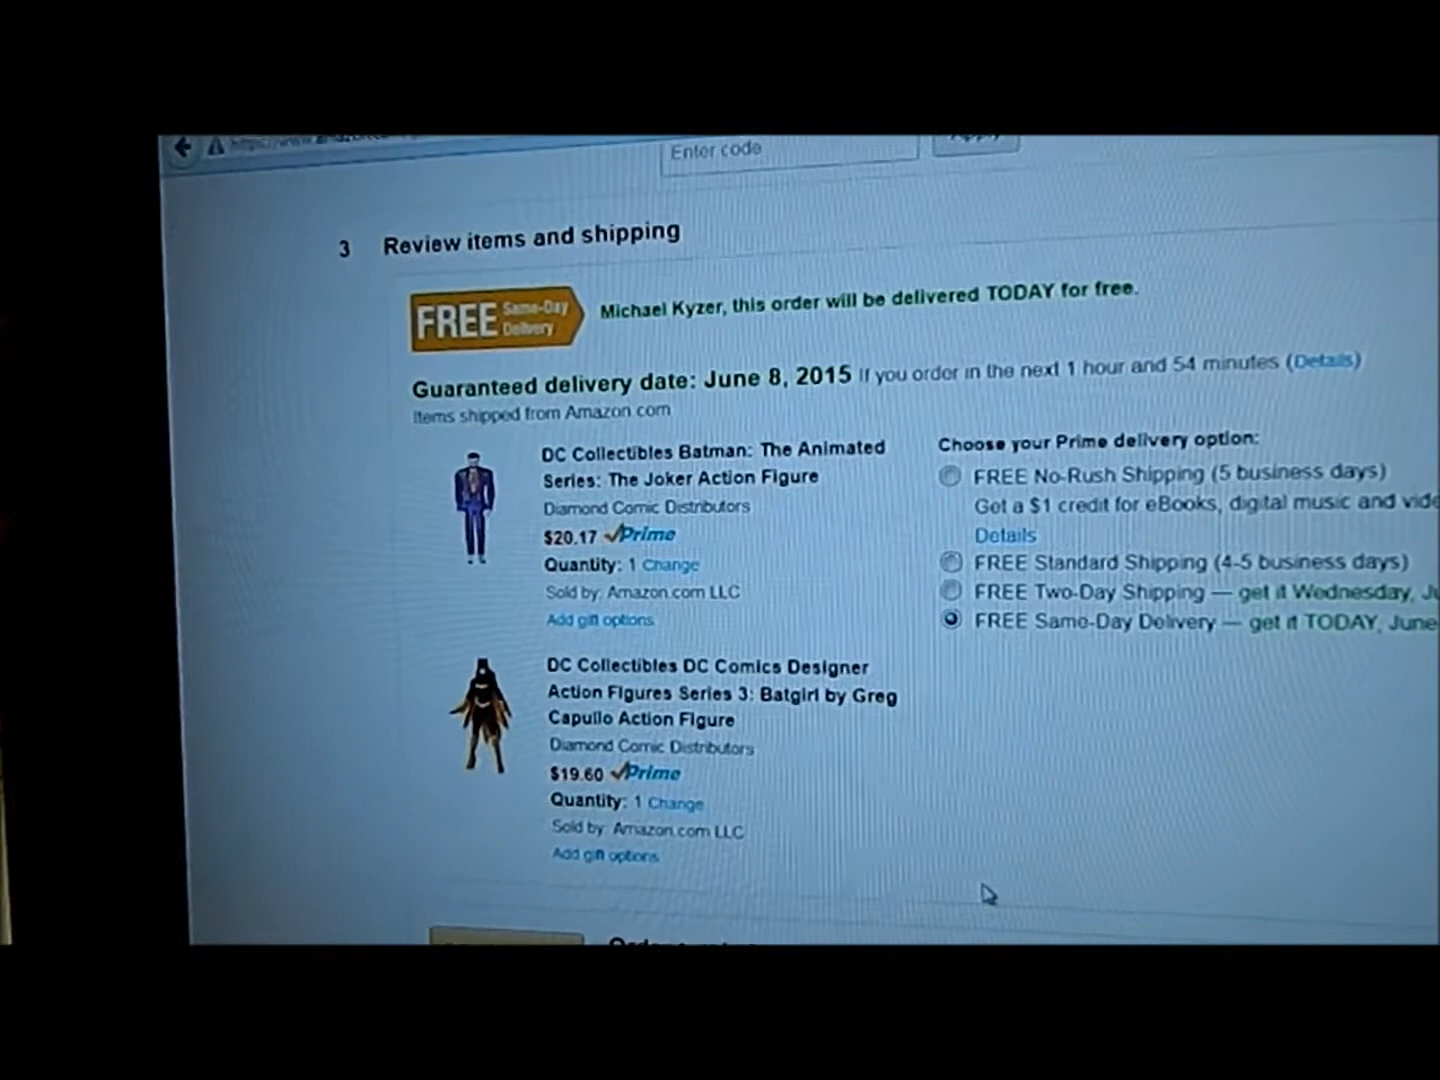 Enter code
Apply
3 Review items and shipping
FREE Same-Day Delivery
Michael Kyzer, this order will be delivered TODAY for free.
Guaranteed delivery date: June 8, 2015 If you order in the next 1 hour and 54 minutes (Details)
Items shipped from Amazon.com
DC Collectibles Batman: The Animated
Series: The Joker Action Figure
Diamond Comic Distributors
$20.17 Prime
Quantity: 1 Change
Sold by: Amazon.com LLC
Add gift options
DC Collectibles DC Comics Designer
Action Figures Series 3: Batgirl by Greg
Capullo Action Figure
Diamond Comic Distributors
$19.60 Prime
Quantity: 1 Change
Sold by: Amazon.com LLC
Add gift options
Choose your Prime delivery option:
FREE No-Rush Shipping (5 business days)
Get a $1 credit for eBooks, digital music and
Details
FREE Standard Shipping (4-5 business days)
FREE Two-Day Shipping — get it Wednesday,
FREE Same-Day Delivery — get it TODAY, June